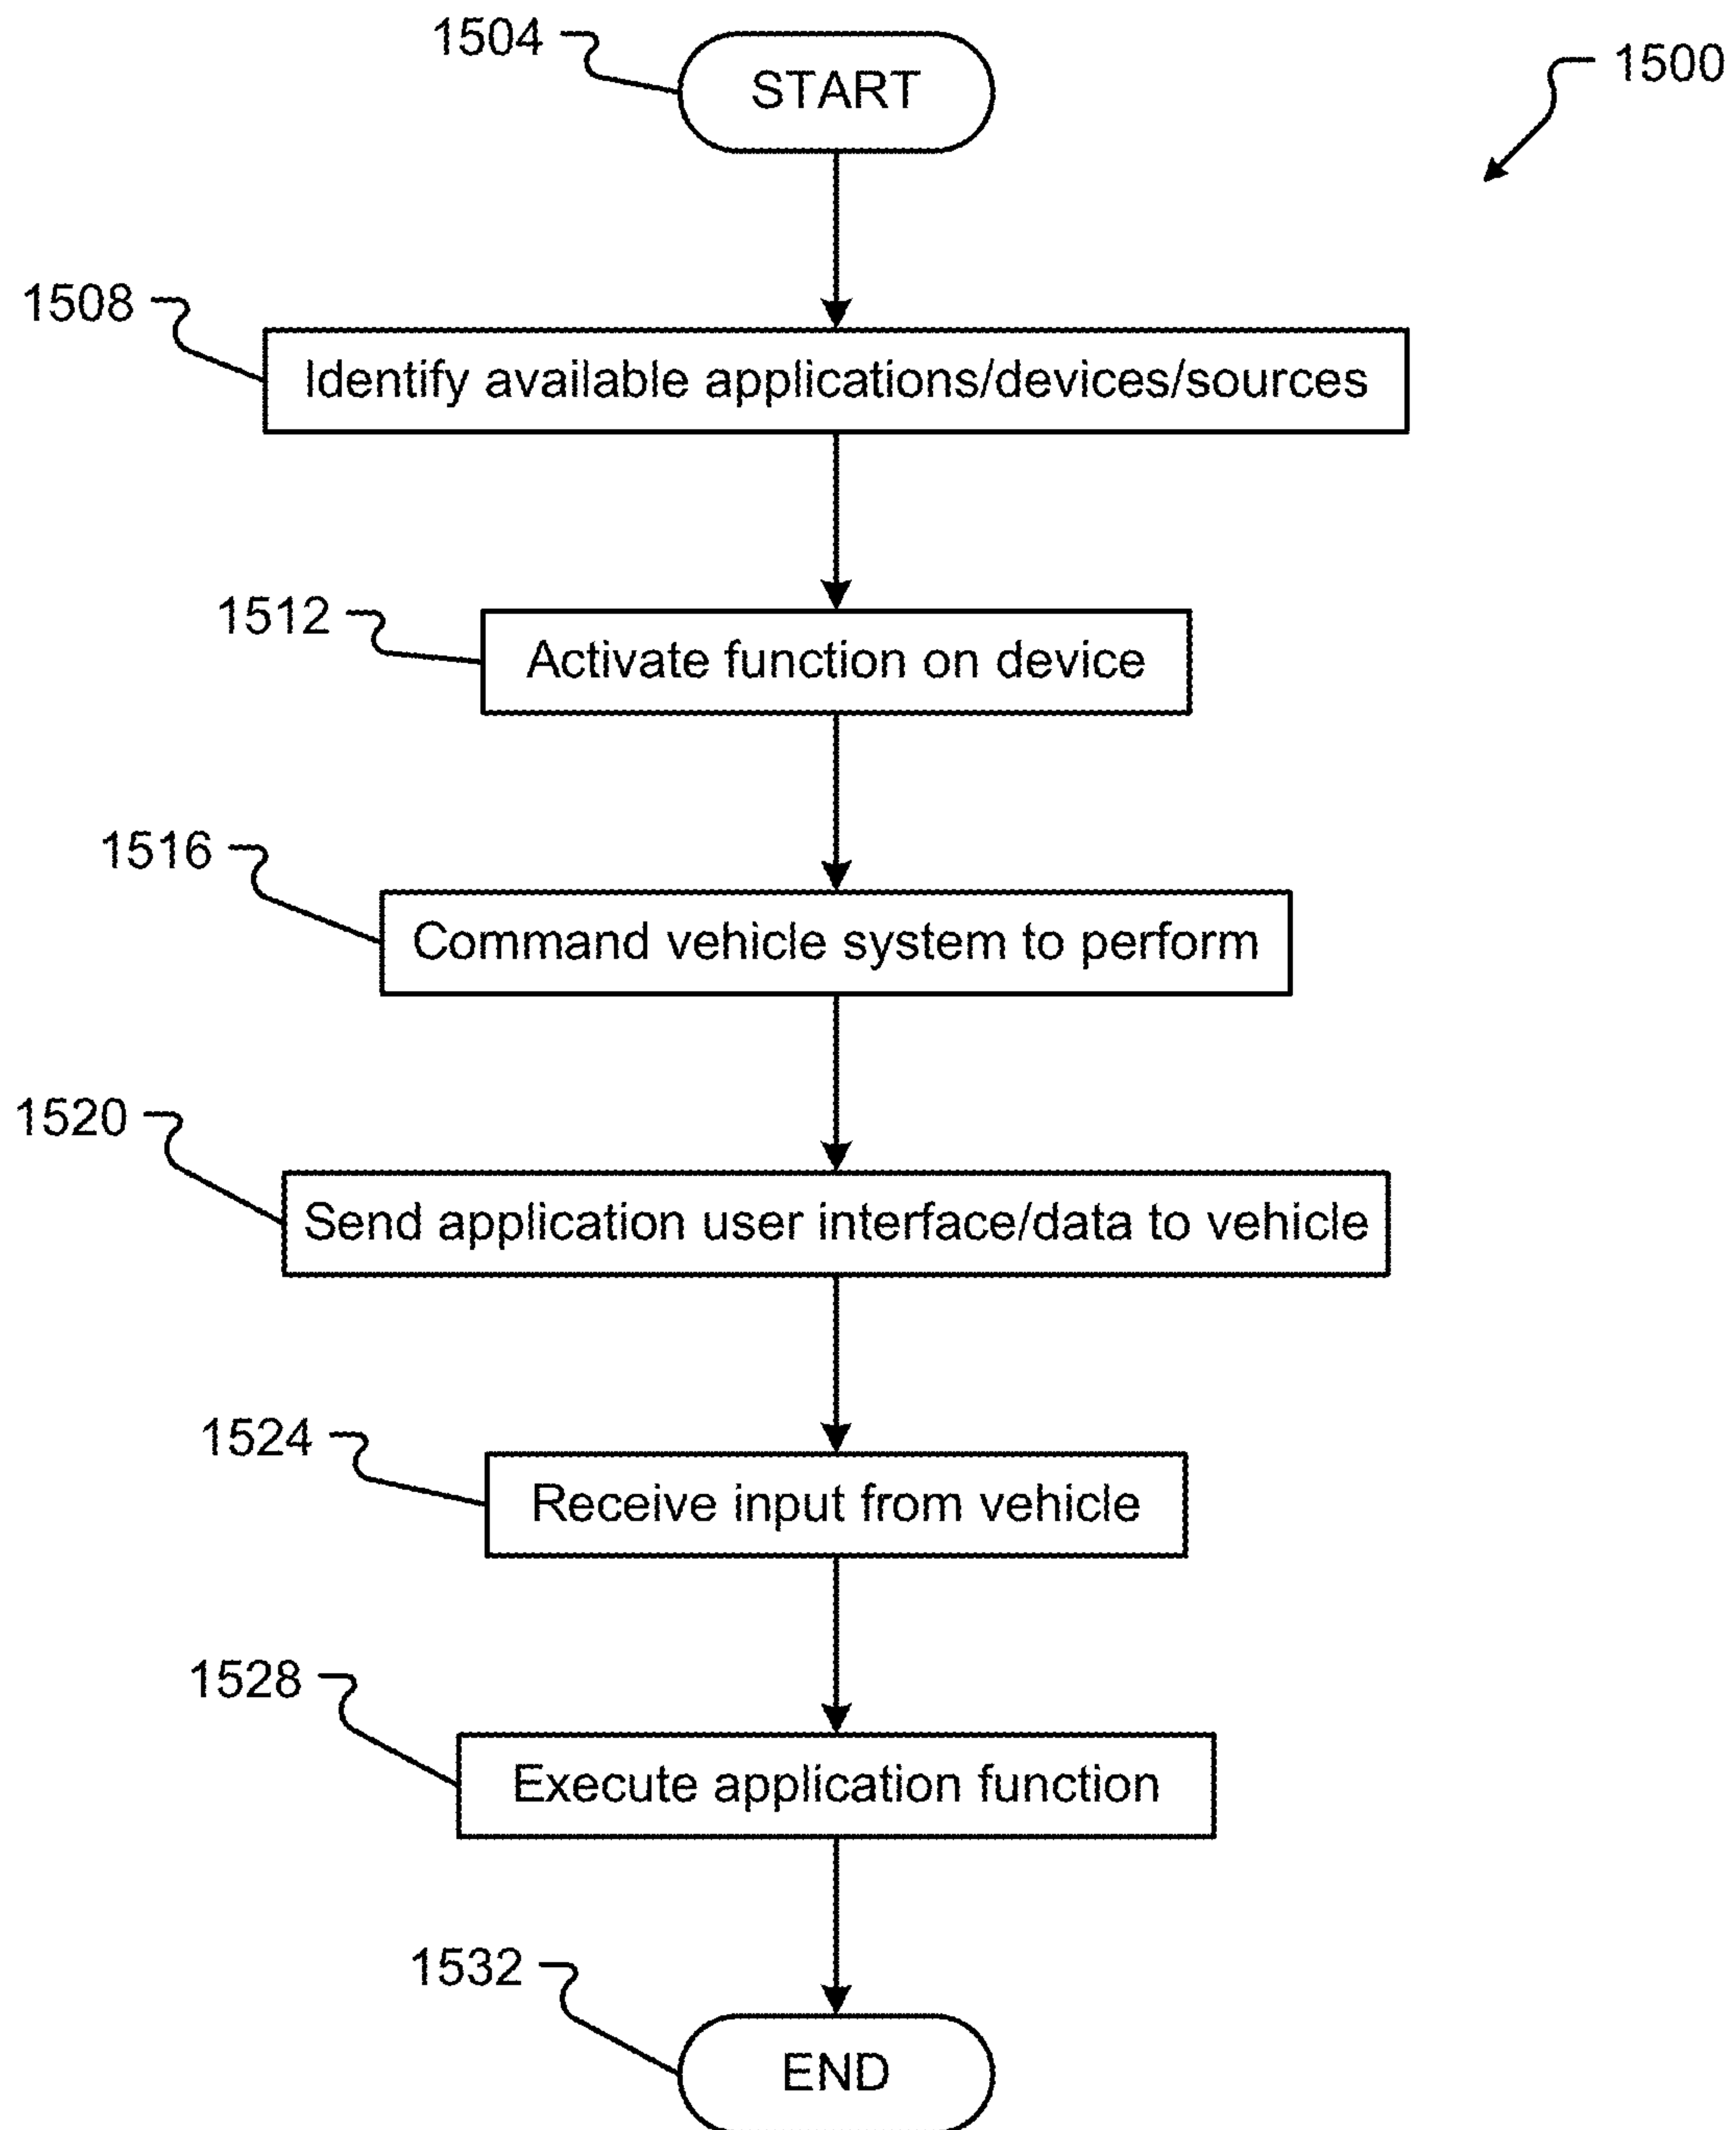 1504
START
1500
1508
Identify available applications/devices/sources
1512
Activate function on device
1516
Command vehicle system to perform
1520
Send application user interface/data to vehicle
1524
Receive input from vehicle
1528
Execute application function
1532
END